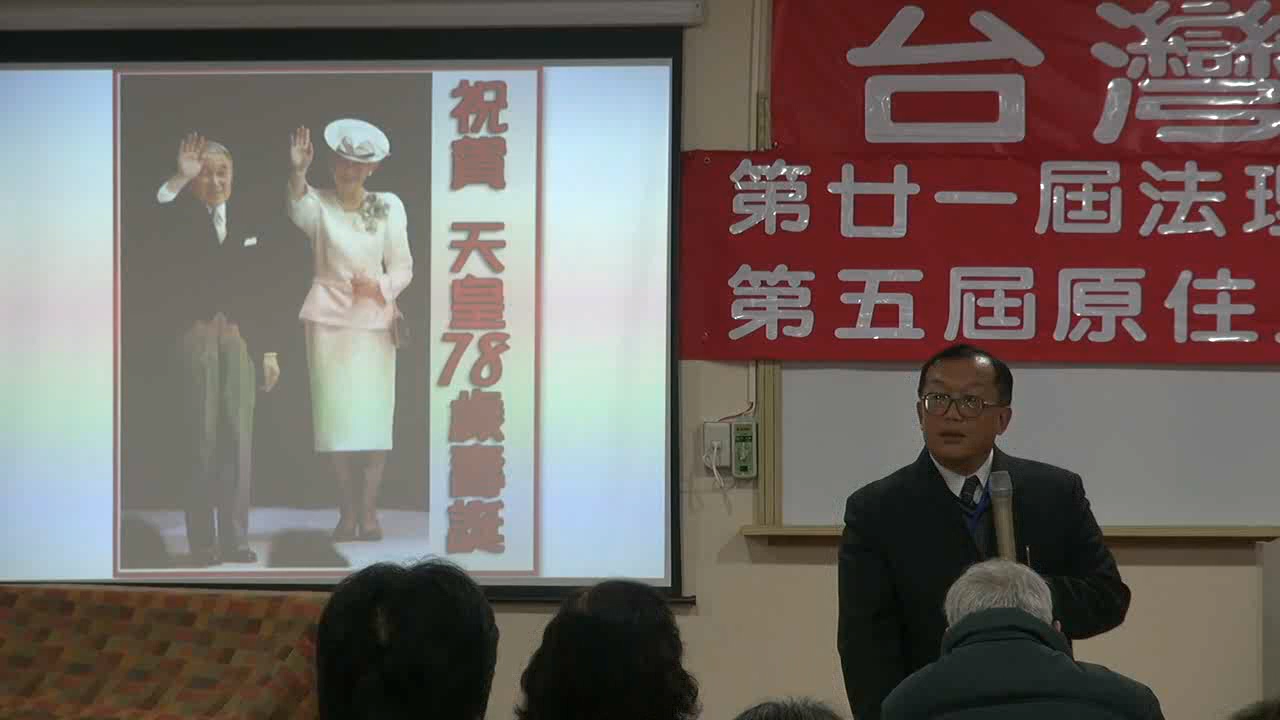 祝賀 天皇78歲壽誕
台灣
第廿一屆法理
第五屆原住